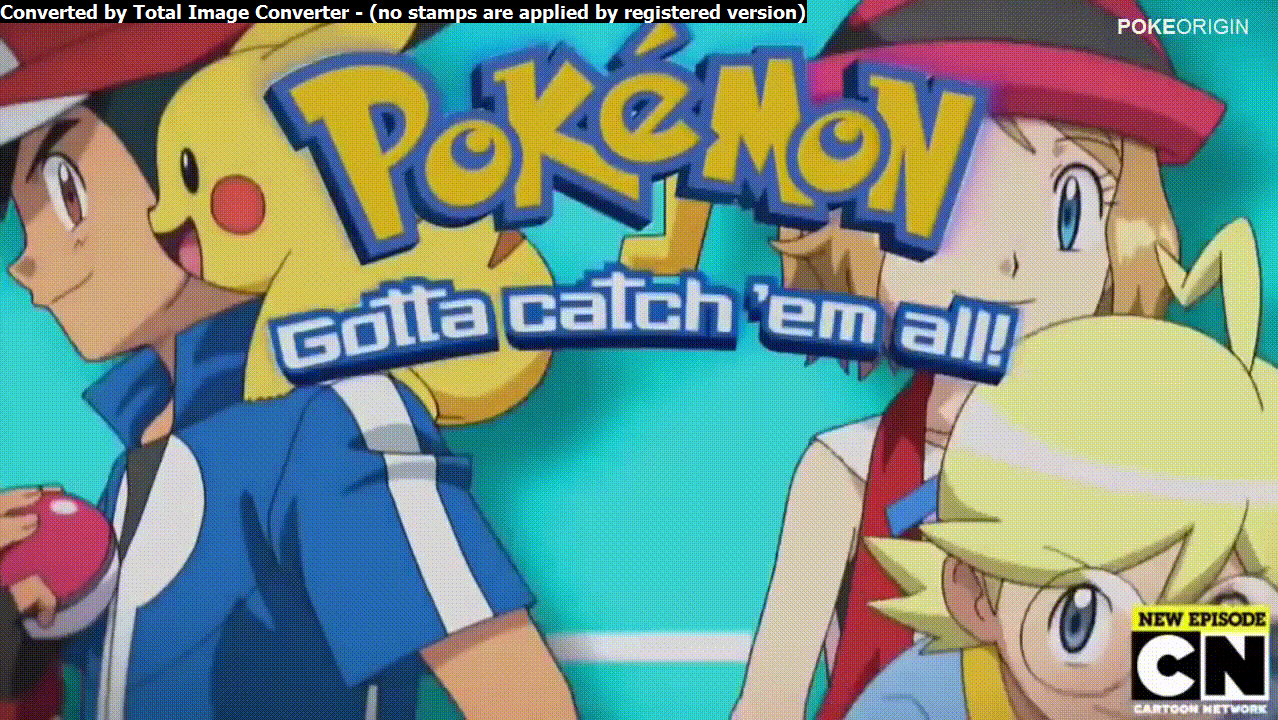 Converted by Total Image Converter - (no stamps are applied by registered version)
POKEORIGIN
POKéMON
Gotta catch 'em all!
NEW EPISODE
CN
CARTOON NETWORK